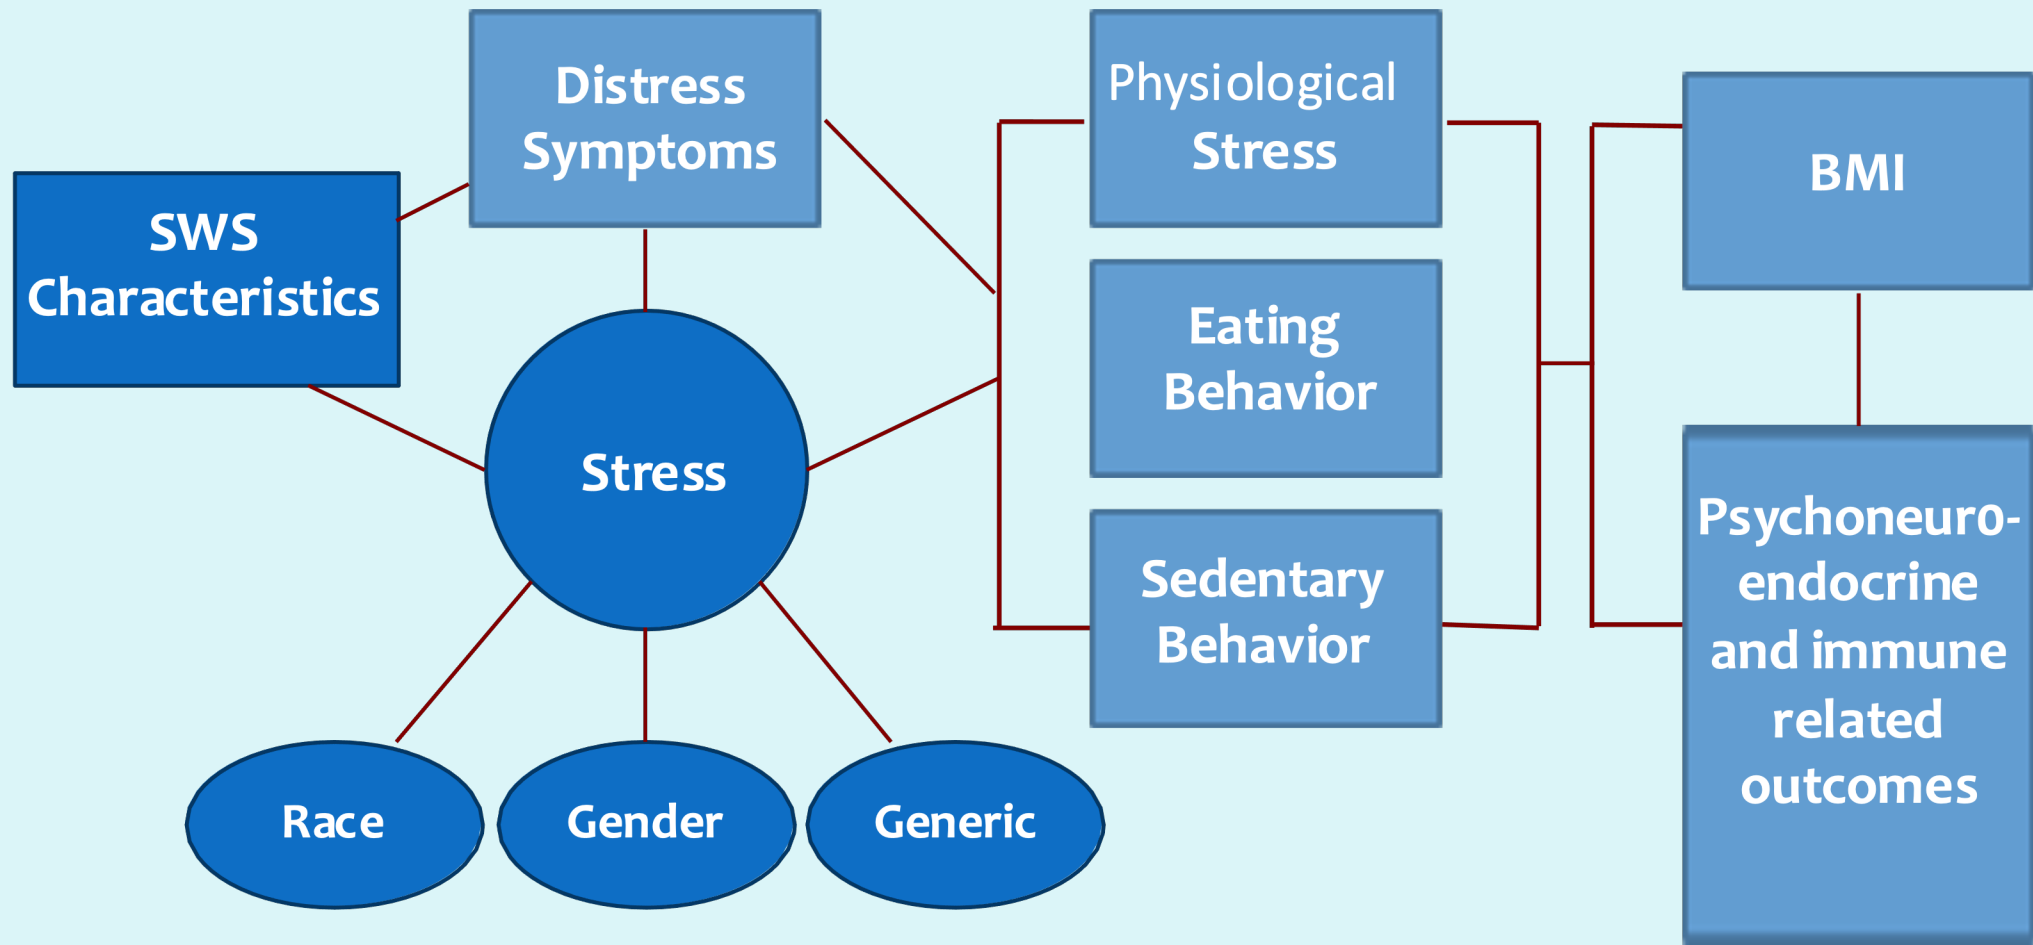 Distress
Symptoms
SWS
Characteristics
Stress
Race
Gender
Generic
Physiological
Stress
Eating
Behavior
Sedentary
Behavior
BMI
Psychoneur0-
endocrine
and immune
related
outcomes